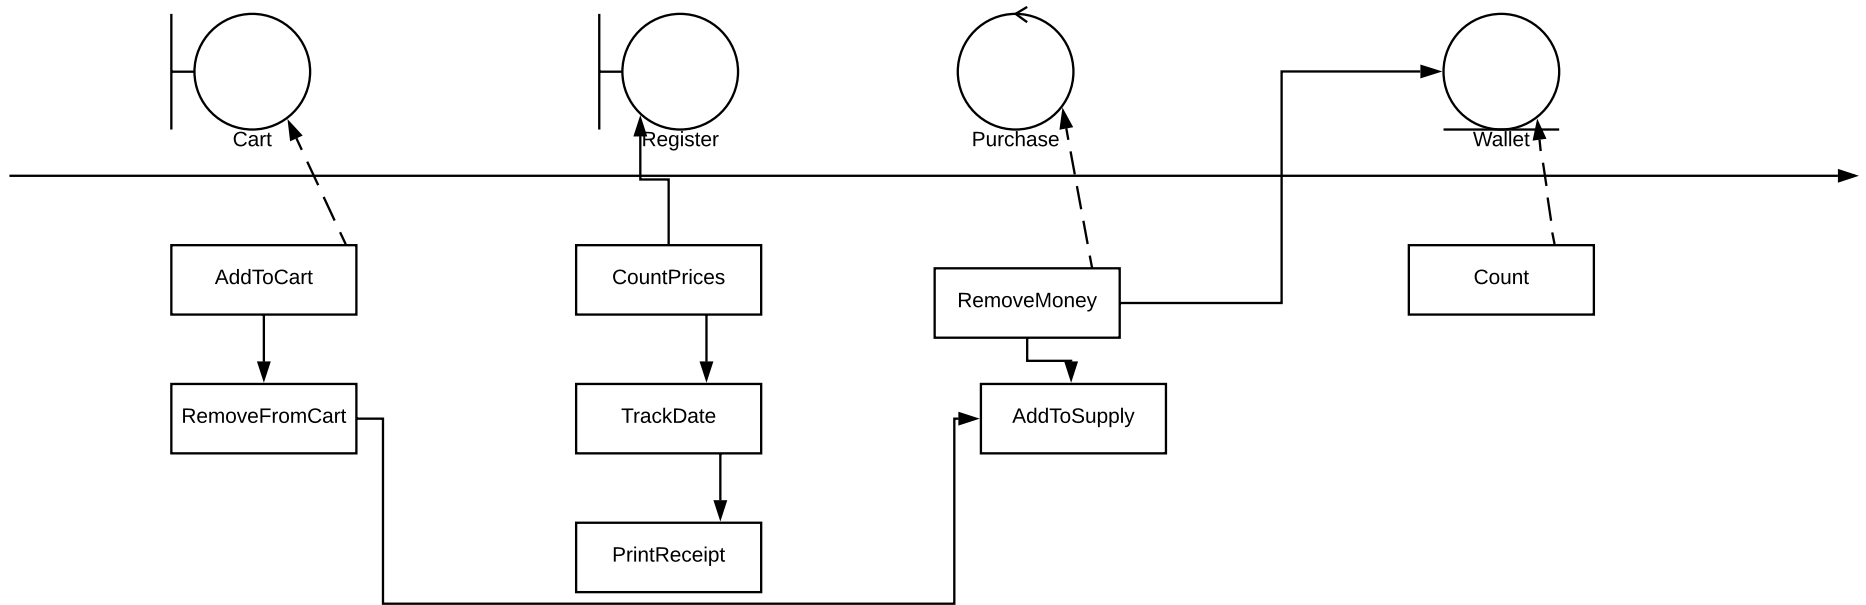 Cart
Register
Purchase
Wallet
AddToCart
CountPrices
RemoveMoney
Count
RemoveFromCart
TrackDate
AddToSupply
PrintReceipt